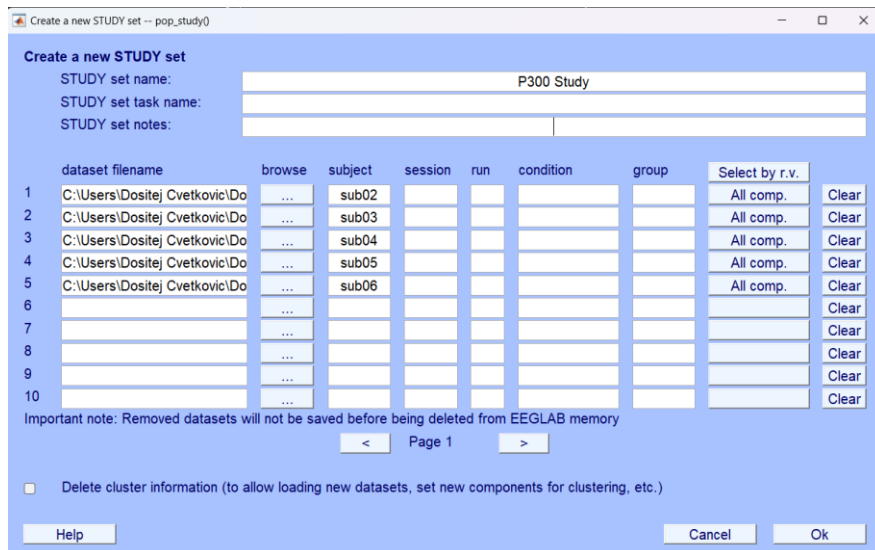 Create a new STUDY set -- pop_study()
Create a new STUDY set
STUDY set name: P300 Study
STUDY set task name:
STUDY set notes:
dataset filename browse subject session run condition group Select by r.v.
1 C:\Users\Dositej Cvetkovic\Do ... sub02 All comp. Clear
2 C:\Users\Dositej Cvetkovic\Do ... sub03 All comp. Clear
3 C:\Users\Dositej Cvetkovic\Do ... sub04 All comp. Clear
4 C:\Users\Dositej Cvetkovic\Do ... sub05 All comp. Clear
5 C:\Users\Dositej Cvetkovic\Do ... sub06 All comp. Clear
6 ... Clear
7 ... Clear
8 ... Clear
9 ... Clear
10 ... Clear
Important note: Removed datasets will not be saved before being deleted from EEGLAB memory
< Page 1 >
Delete cluster information (to allow loading new datasets, set new components for clustering, etc.)
Help Cancel Ok